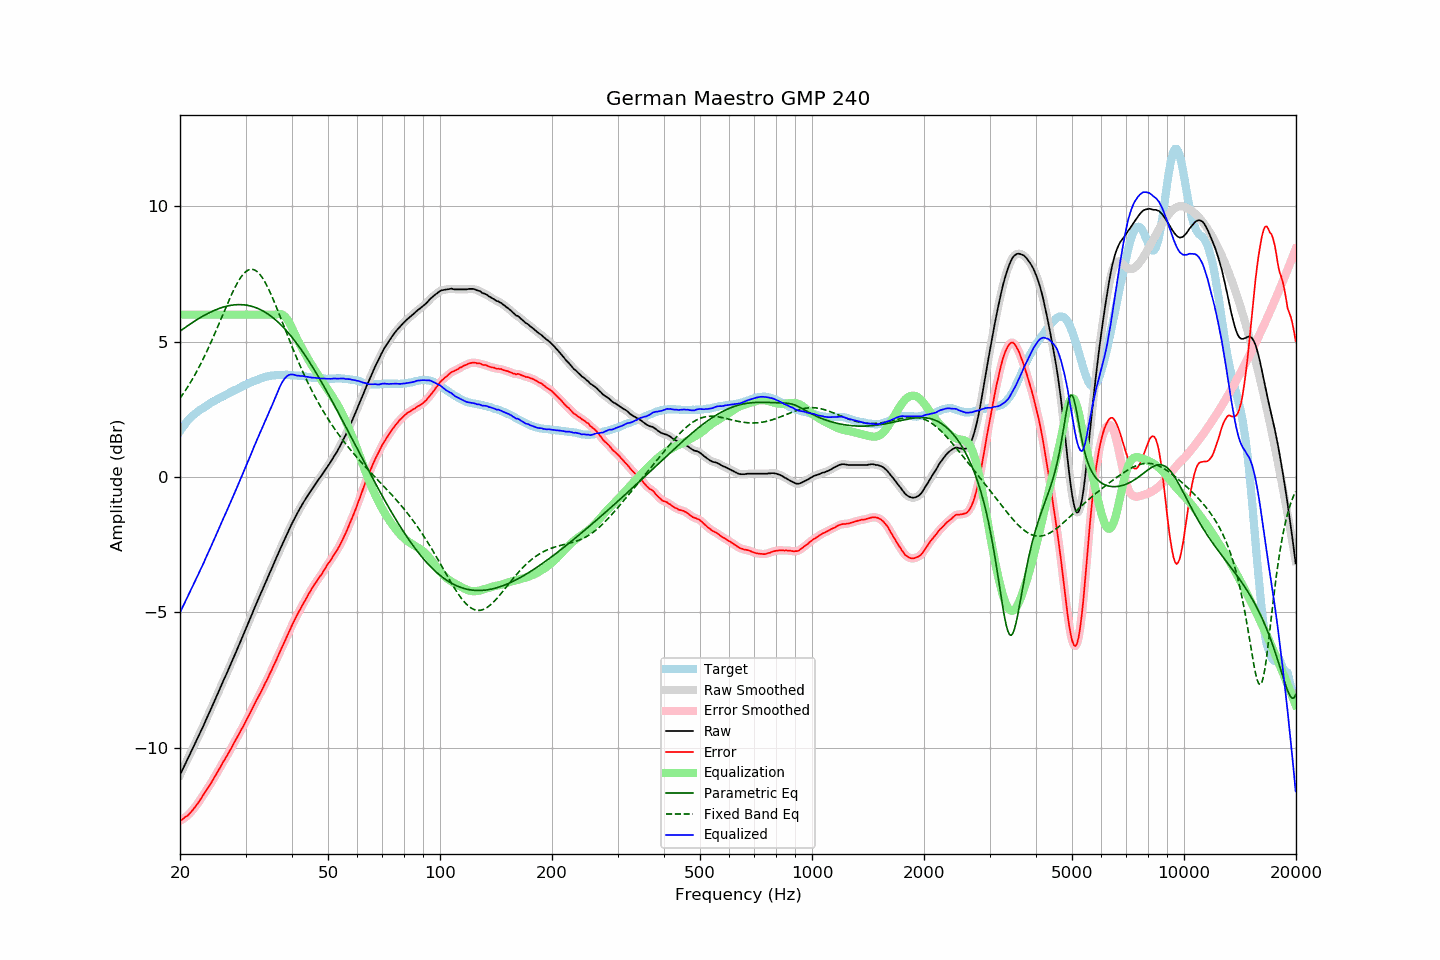 German Maestro GMP 240
Amplitude (dBr)
10
5
0
−5
−10
20
50
100
200
500
1000
2000
5000
10000
20000
Frequency (Hz)
Target
Raw Smoothed
Error Smoothed
Raw
Error
Equalization
Parametric Eq
Fixed Band Eq
Equalized